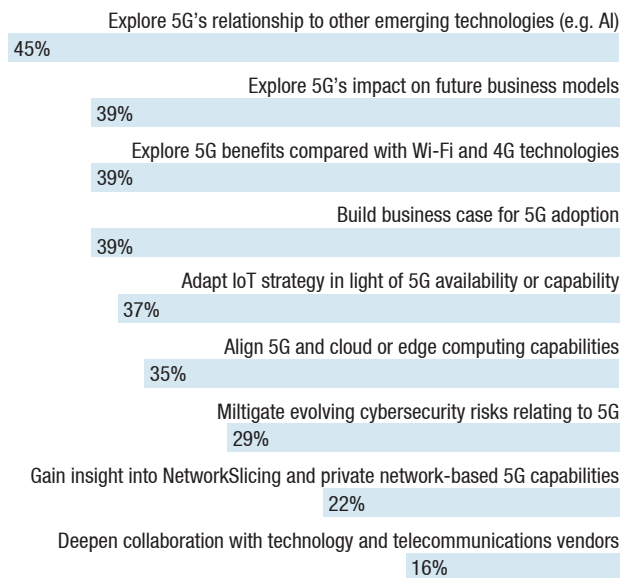 Explore 5G's relationship to other emerging technologies (e.g. AI)
45%
Explore 5G's impact on future business models
39%
Explore 5G benefits compared with Wi-Fi and 4G technologies
39%
Build business case for 5G adoption
39%
Adapt IoT strategy in light of 5G availability or capability
37%
Align 5G and cloud or edge computing capabilities
35%
Miltigate evolving cybersecurity risks relating to 5G
29%
Gain insight into NetworkSlicing and private network-based 5G capabilities
22%
Deepen collaboration with technology and telecommunications vendors
16%